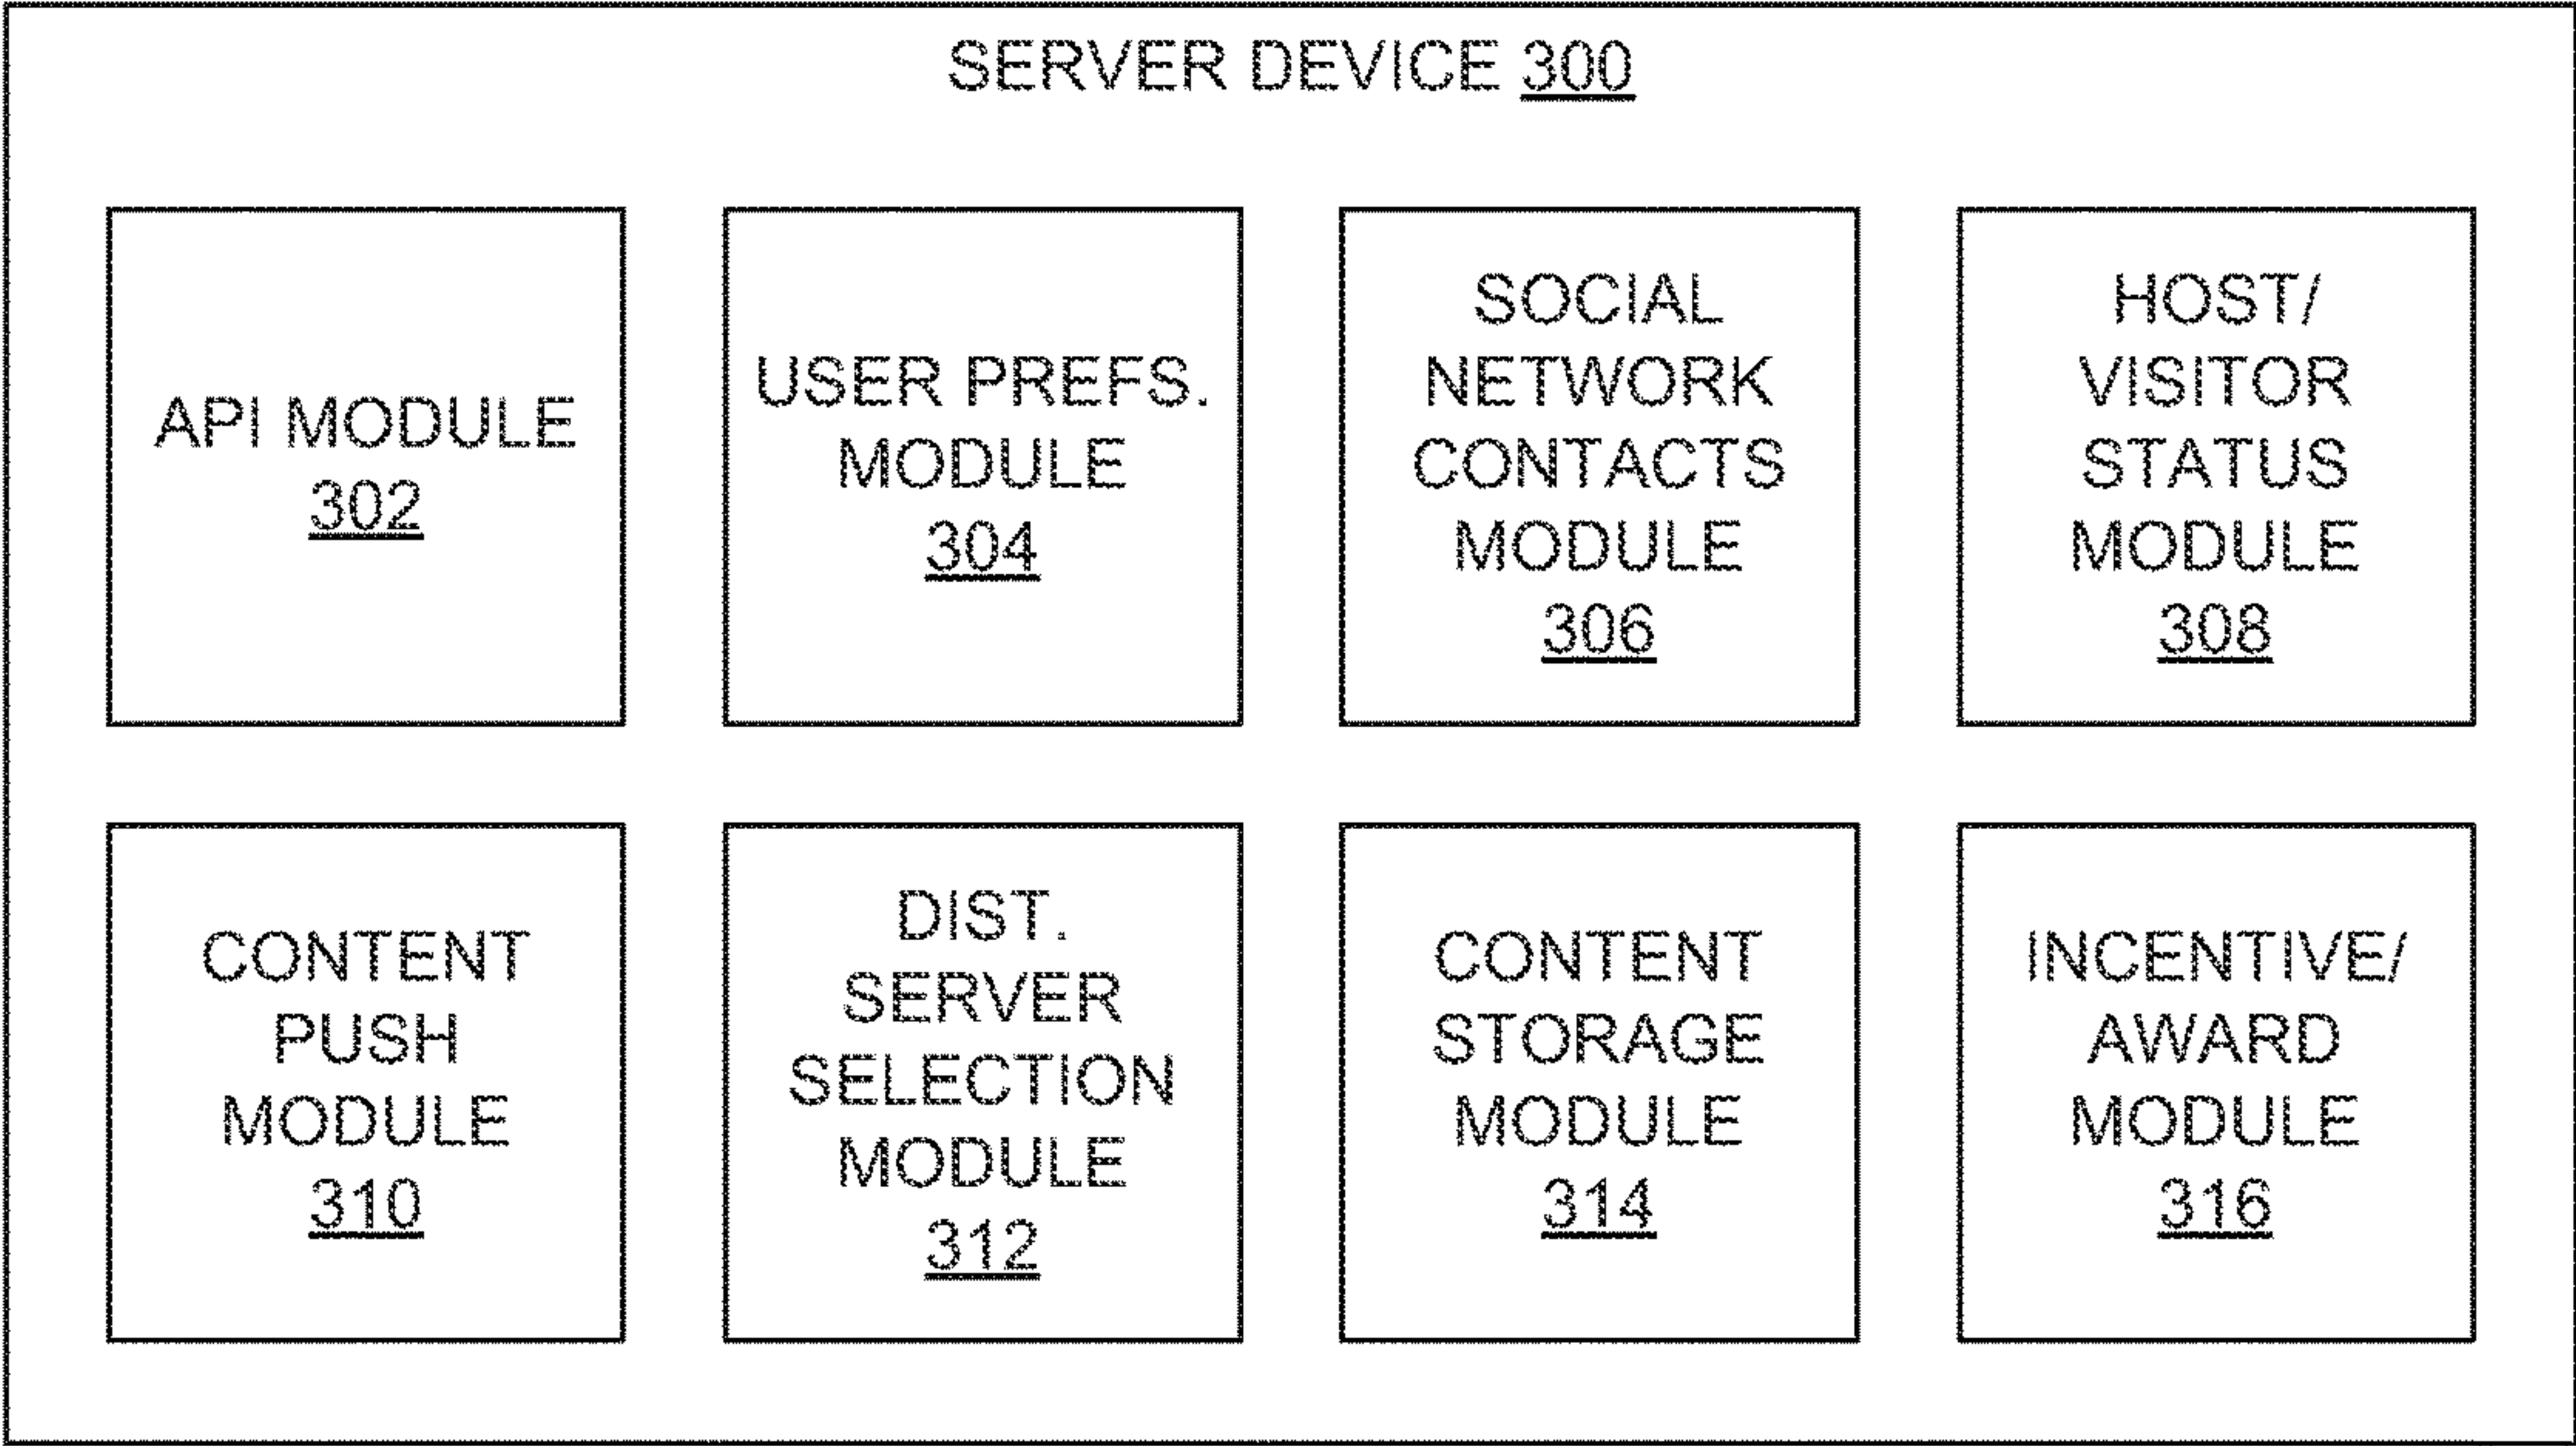 SERVER DEVICE 300
API MODULE
302
USER PREFS.
MODULE
304
SOCIAL
NETWORK
CONTACTS
MODULE
306
HOST/
VISITOR
STATUS
MODULE
308
CONTENT
PUSH
MODULE
310
DIST.
SERVER
SELECTION
MODULE
312
CONTENT
STORAGE
MODULE
314
INCENTIVE/
AWARD
MODULE
316